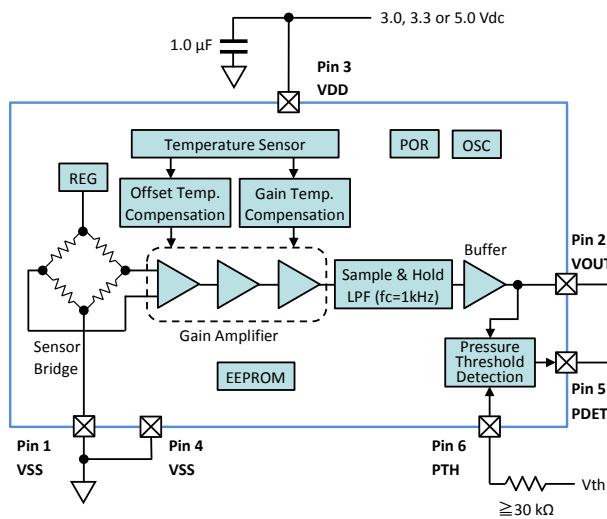 3.0, 3.3 or 5.0 Vdc
1.0 µF
Pin 3
VDD
Temperature Sensor
POR
OSC
REG
Offset Temp.
Compensation
Gain Temp.
Compensation
Buffer
Pin 2
VOUT
Sample & Hold
LPF (fc=1kHz)
Gain Amplifier
Sensor
Bridge
Pressure
Threshold
Detection
EEPROM
Pin 5
PDET
Pin 1
VSS
Pin 4
VSS
Pin 6
PTH
Vth
≧30 kΩ